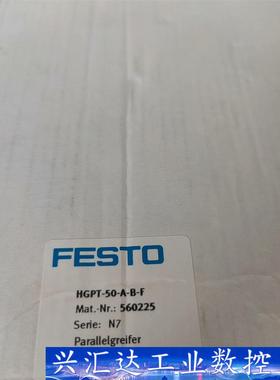 FESTO
HGPT-50-A-B-F
Mat.-Nr.: 560225
Serie: N7
Parallelgreifer
兴汇达工业数控